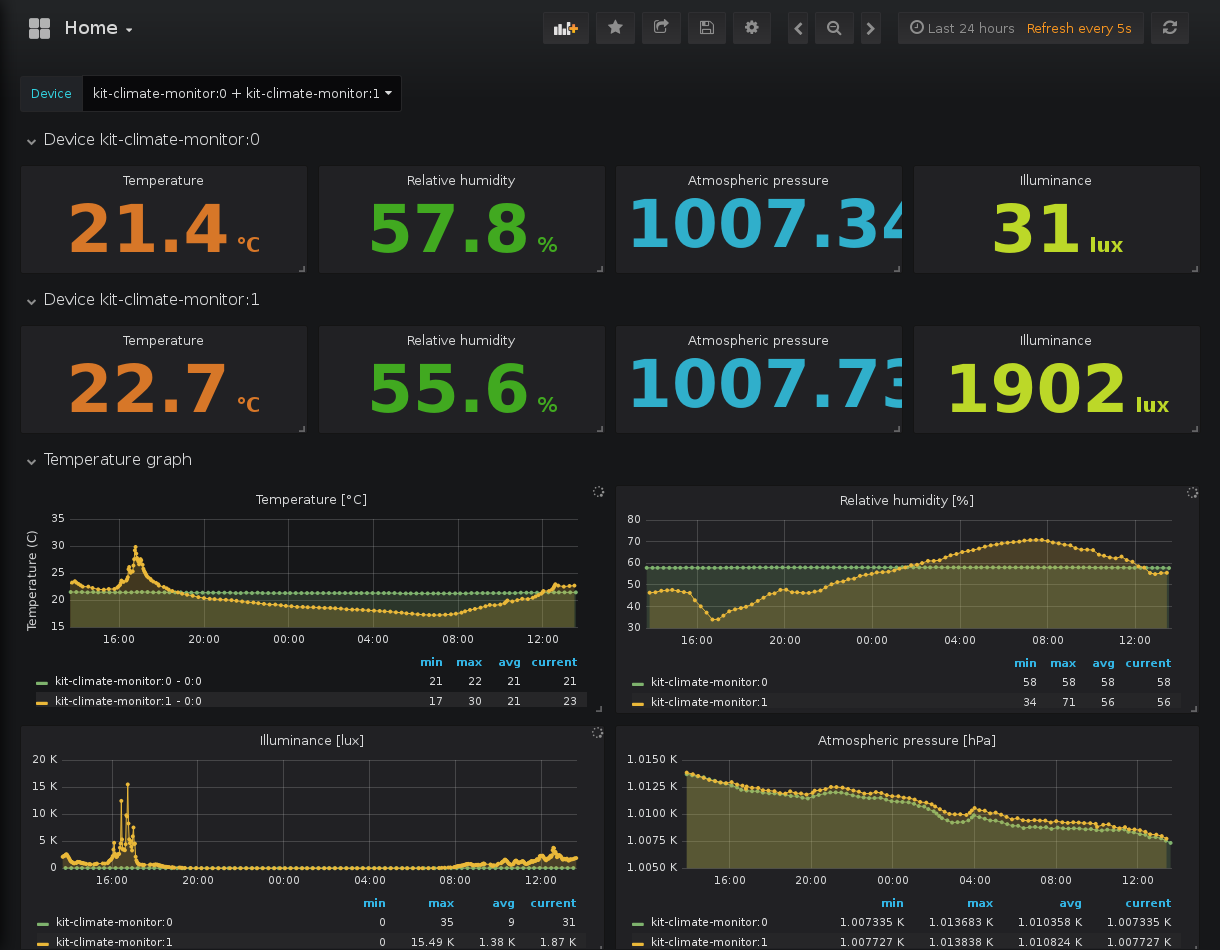 Home
Last 24 hours Refresh every 5s
Device kit-climate-monitor:0 + kit-climate-monitor:1
Device kit-climate-monitor:0
Temperature Relative humidity Atmospheric pressure Illuminance
21.4 °C 57.8 % 1007.34 31 lux
Device kit-climate-monitor:1
Temperature Relative humidity Atmospheric pressure Illuminance
22.7 °C 55.6 % 1007.73 1902 lux
Temperature graph
Temperature [°C]
Temperature (C)
35
30
25
20
15
16:00 20:00 00:00 04:00 08:00 12:00
min max avg current
kit-climate-monitor:0 - 0:0 21 22 21 21
kit-climate-monitor:1 - 0:0 17 30 21 23
Relative humidity [%]
80
70
60
50
40
30
16:00 20:00 00:00 04:00 08:00 12:00
min max avg current
kit-climate-monitor:0 58 58 58 58
kit-climate-monitor:1 34 71 56 56
Illuminance [lux]
20 K
15 K
10 K
5 K
0
16:00 20:00 00:00 04:00 08:00 12:00
min max avg current
kit-climate-monitor:0 0 35 9 31
kit-climate-monitor:1 0 15.49 K 1.38 K 1.87 K
Atmospheric pressure [hPa]
1.0150 K
1.0125 K
1.0100 K
1.0075 K
1.0050 K
16:00 20:00 00:00 04:00 08:00 12:00
min max avg current
kit-climate-monitor:0 1.007335 K 1.013683 K 1.010358 K 1.007335 K
kit-climate-monitor:1 1.007727 K 1.013838 K 1.010824 K 1.007727 K